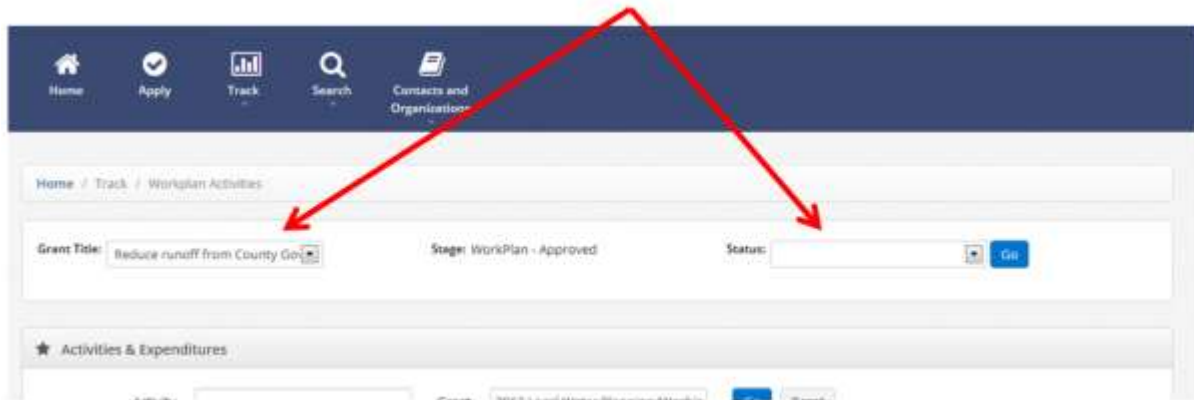 Home
Apply
Track
Search
Contacts and
Organizations
Home / Track / Workplan Activities
Grant Title: Reduce runoff from County Go Stage: WorkPlan - Approved Status: Go
Activities & Expenditures